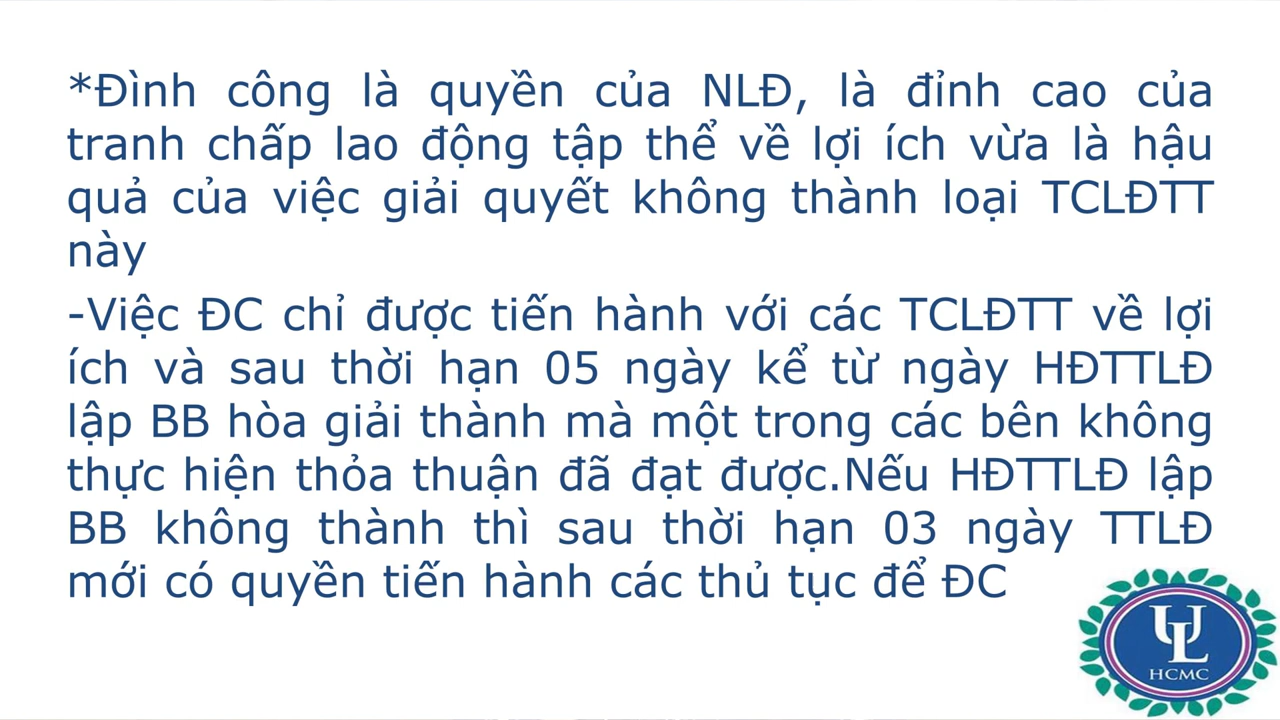 *Đình công là quyền của NLĐ, là đỉnh cao của
tranh chấp lao động tập thể về lợi ích vừa là hậu
quả của việc giải quyết không thành loại TCLĐTT
này
-Việc ĐC chỉ được tiến hành với các TCLĐTT về lợi
ích và sau thời hạn 05 ngày kể từ ngày HĐTTLĐ
lập BB hòa giải thành mà một trong các bên không
thực hiện thỏa thuận đã đạt được.Nếu HĐTTLĐ lập
BB không thành thì sau thời hạn 03 ngày TTLĐ
mới có quyền tiến hành các thủ tục để ĐC
UL
HCMC